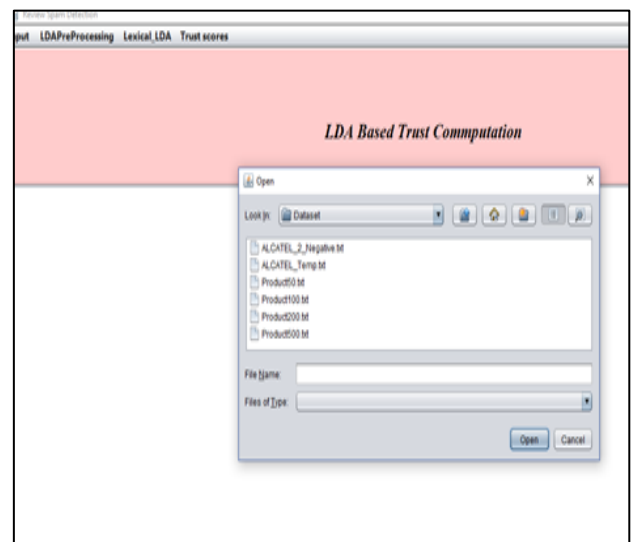 Review Spam Detection
put LDAPreProcessing Lexical_LDA Trust scores
LDA Based Trust Commputation
Open
Look In: Dataset
ALCATEL_2_Negative.txt
ALCATEL_Temp.txt
Product50.txt
Product100.txt
Product200.txt
Product500.txt
File Name:
Files of Type:
Open Cancel